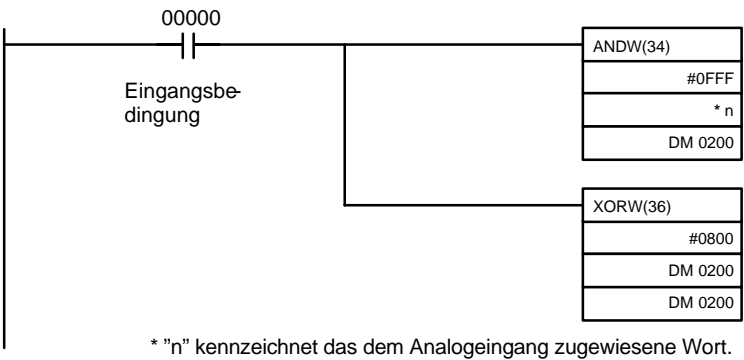 00000
Eingangsbe-
dingung
ANDW(34)
#0FFF
* n
DM 0200
XORW(36)
#0800
DM 0200
DM 0200
* ”n” kennzeichnet das dem Analogeingang zugewiesene Wort.